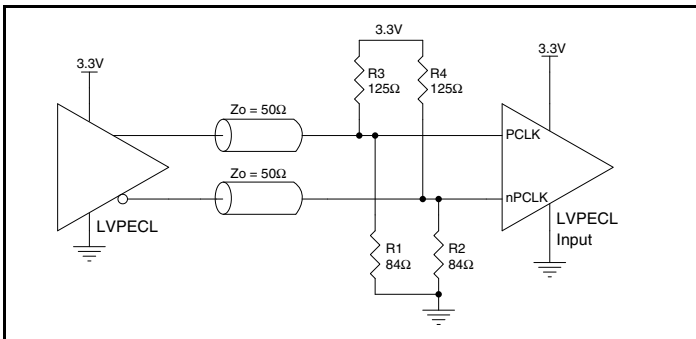 3.3V
3.3V
3.3V
R3
125Ω
R4
125Ω
Zo = 50Ω
PCLK
Zo = 50Ω
nPCLK
LVPECL
LVPECL
Input
R1
84Ω
R2
84Ω